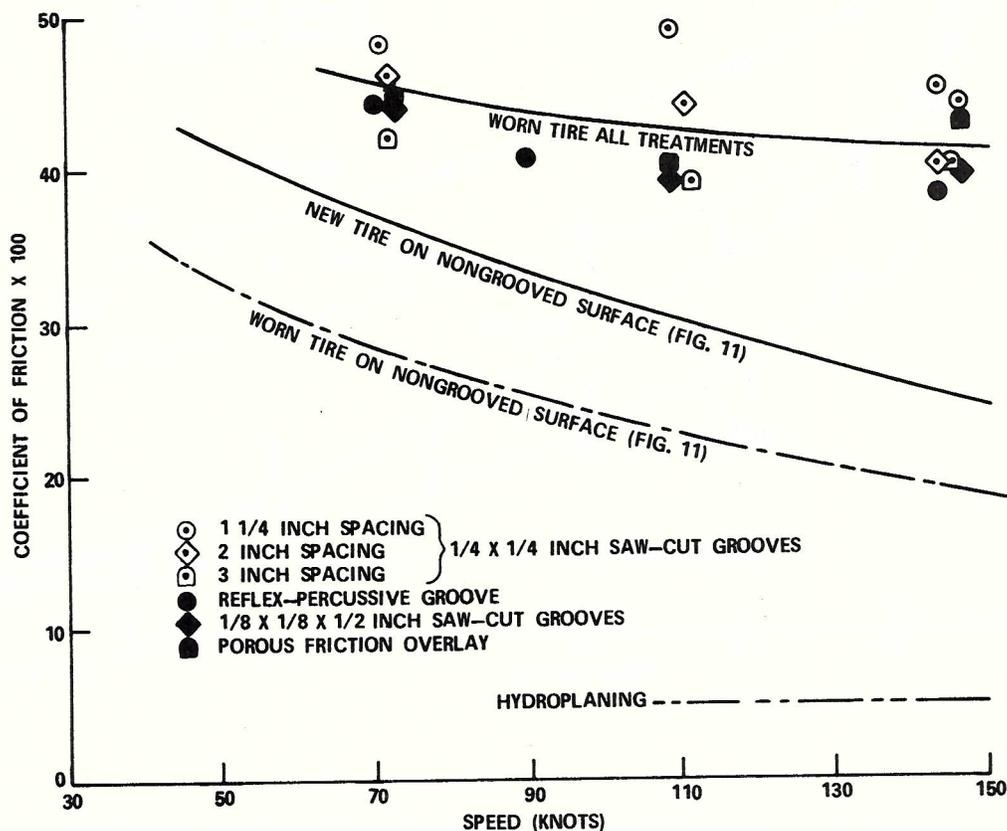 50
40
30
20
10
0
COEFFICIENT OF FRICTION X 100
WORN TIRE ALL TREATMENTS
NEW TIRE ON NONGROOVED SURFACE (FIG. 11)
WORN TIRE ON NONGROOVED SURFACE (FIG. 11)
1 1/4 INCH SPACING
2 INCH SPACING
3 INCH SPACING
1/4 X 1/4 INCH SAW-CUT GROOVES
REFLEX-PERCUSSIVE GROOVE
1/8 X 1/8 X 1/2 INCH SAW-CUT GROOVES
POROUS FRICTION OVERLAY
HYDROPLANING
30 50 70 90 110 130 150
SPEED (KNOTS)